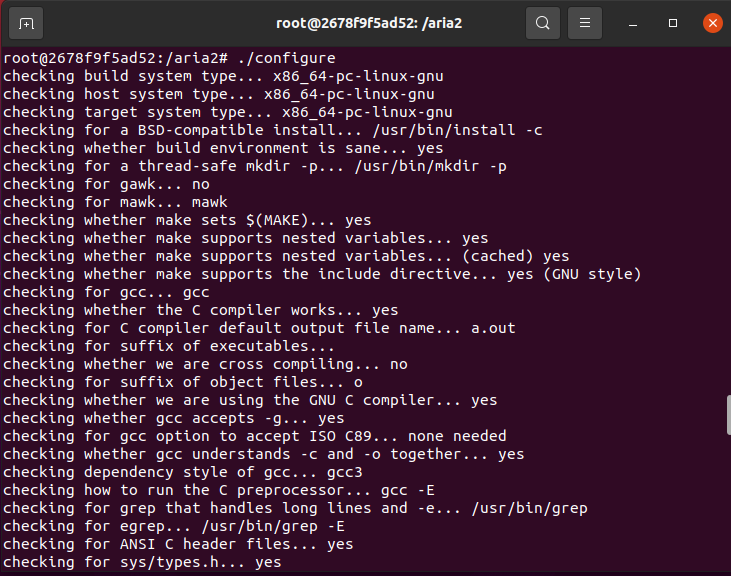 root@2678f9f5ad52: /aria2
root@2678f9f5ad52:/aria2# ./configure
checking build system type... x86_64-pc-linux-gnu
checking host system type... x86_64-pc-linux-gnu
checking target system type... x86_64-pc-linux-gnu
checking for a BSD-compatible install... /usr/bin/install -c
checking whether build environment is sane... yes
checking for a thread-safe mkdir -p... /usr/bin/mkdir -p
checking for gawk... no
checking for mawk... mawk
checking whether make sets $(MAKE)... yes
checking whether make supports nested variables... yes
checking whether make supports nested variables... (cached) yes
checking whether make supports the include directive... yes (GNU style)
checking for gcc... gcc
checking whether the C compiler works... yes
checking for C compiler default output file name... a.out
checking for suffix of executables...
checking whether we are cross compiling... no
checking for suffix of object files... o
checking whether we are using the GNU C compiler... yes
checking whether gcc accepts -g... yes
checking for gcc option to accept ISO C89... none needed
checking whether gcc understands -c and -o together... yes
checking dependency style of gcc... gcc3
checking how to run the C preprocessor... gcc -E
checking for grep that handles long lines and -e... /usr/bin/grep
checking for egrep... /usr/bin/grep -E
checking for ANSI C header files... yes
checking for sys/types.h... yes